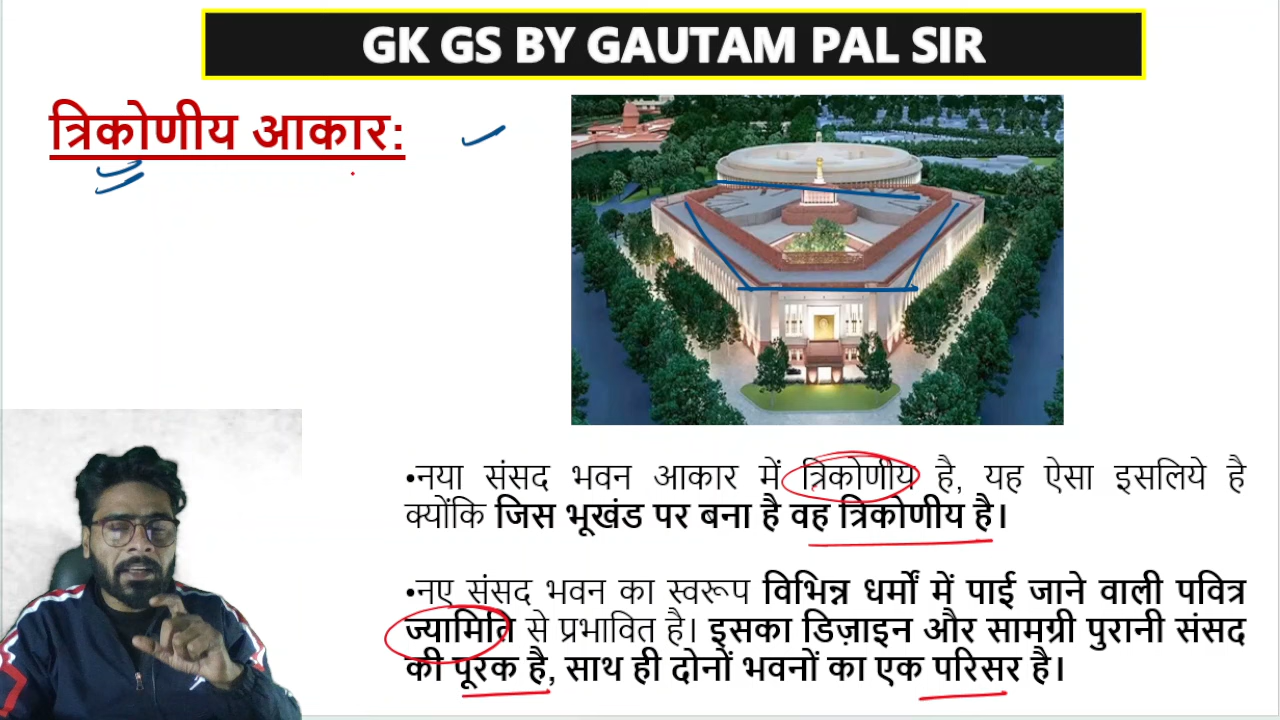 GK GS BY GAUTAM PAL SIR
त्रिकोणीय आकार:
•नया संसद भवन आकार में त्रिकोणीय है, यह ऐसा इसलिये है
क्योंकि जिस भूखंड पर बना है वह त्रिकोणीय है।
•नए संसद भवन का स्वरूप विभिन्न धर्मों में पाई जाने वाली पवित्र
ज्यामिति से प्रभावित है। इसका डिज़ाइन और सामग्री पुरानी संसद
की पूरक है, साथ ही दोनों भवनों का एक परिसर है।